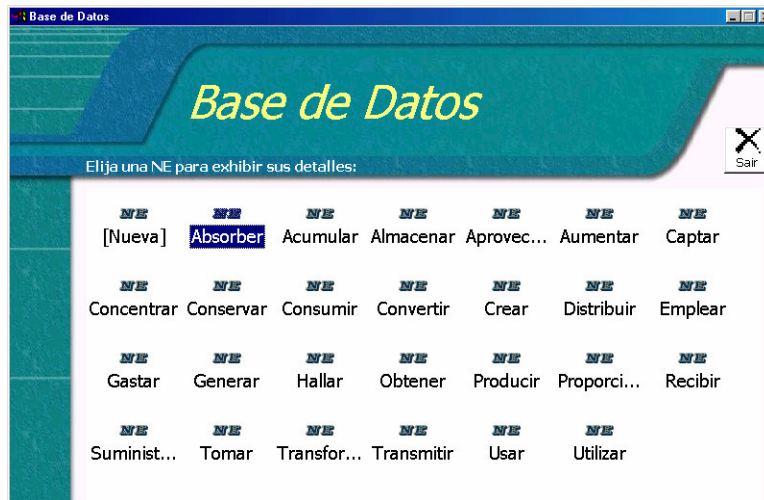 Base de Datos
Base de Datos
Sair
Elija una NE para exhibir sus detalles:
NE NE NE NE NE NE NE
[Nueva] Absorber Acumular Almacenar Aprovec... Aumentar Captar
NE NE NE NE NE NE NE
Concentrar Conservar Consumir Convertir Crear Distribuir Emplear
NE NE NE NE NE NE NE
Gastar Generar Hallar Obtener Producir Proporci... Recibir
NE NE NE NE NE NE
Suminist... Tomar Transfor... Transmitir Usar Utilizar